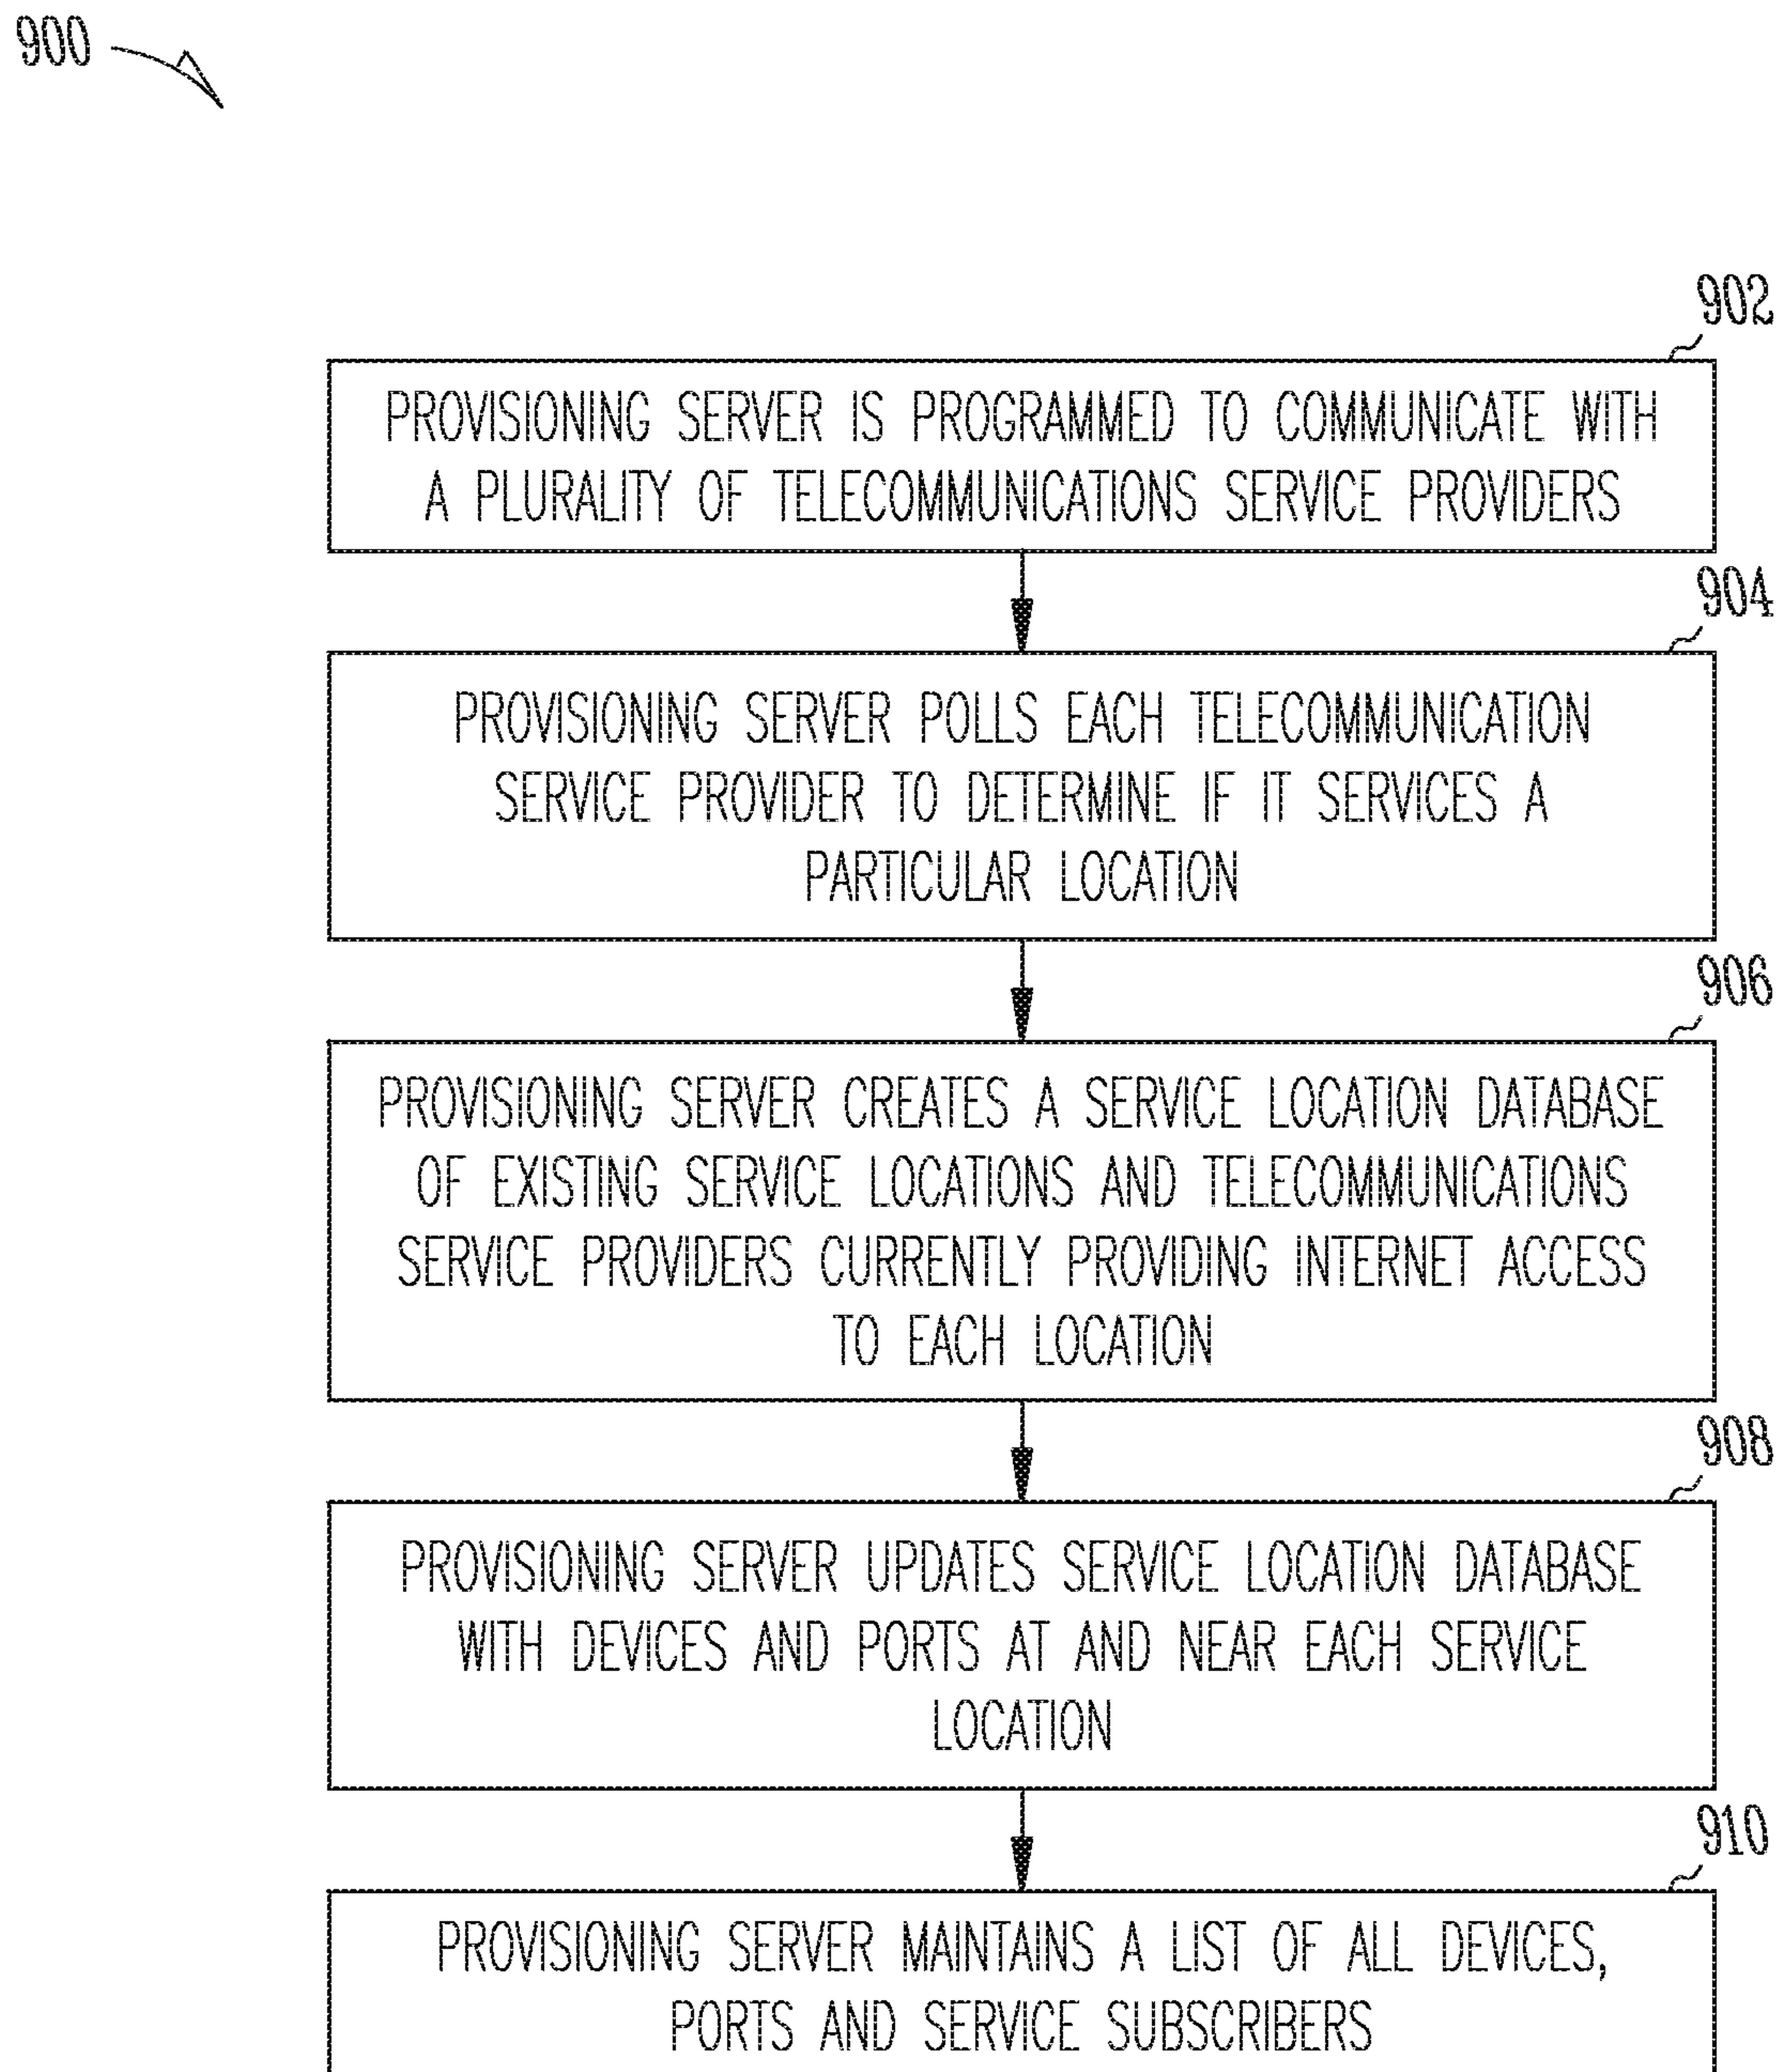 900
902
PROVISIONING SERVER IS PROGRAMMED TO COMMUNICATE WITH
A PLURALITY OF TELECOMMUNICATIONS SERVICE PROVIDERS
904
PROVISIONING SERVER POLLS EACH TELECOMMUNICATION
SERVICE PROVIDER TO DETERMINE IF IT SERVICES A
PARTICULAR LOCATION
906
PROVISIONING SERVER CREATES A SERVICE LOCATION DATABASE
OF EXISTING SERVICE LOCATIONS AND TELECOMMUNICATIONS
SERVICE PROVIDERS CURRENTLY PROVIDING INTERNET ACCESS
TO EACH LOCATION
908
PROVISIONING SERVER UPDATES SERVICE LOCATION DATABASE
WITH DEVICES AND PORTS AT AND NEAR EACH SERVICE
LOCATION
910
PROVISIONING SERVER MAINTAINS A LIST OF ALL DEVICES,
PORTS AND SERVICE SUBSCRIBERS